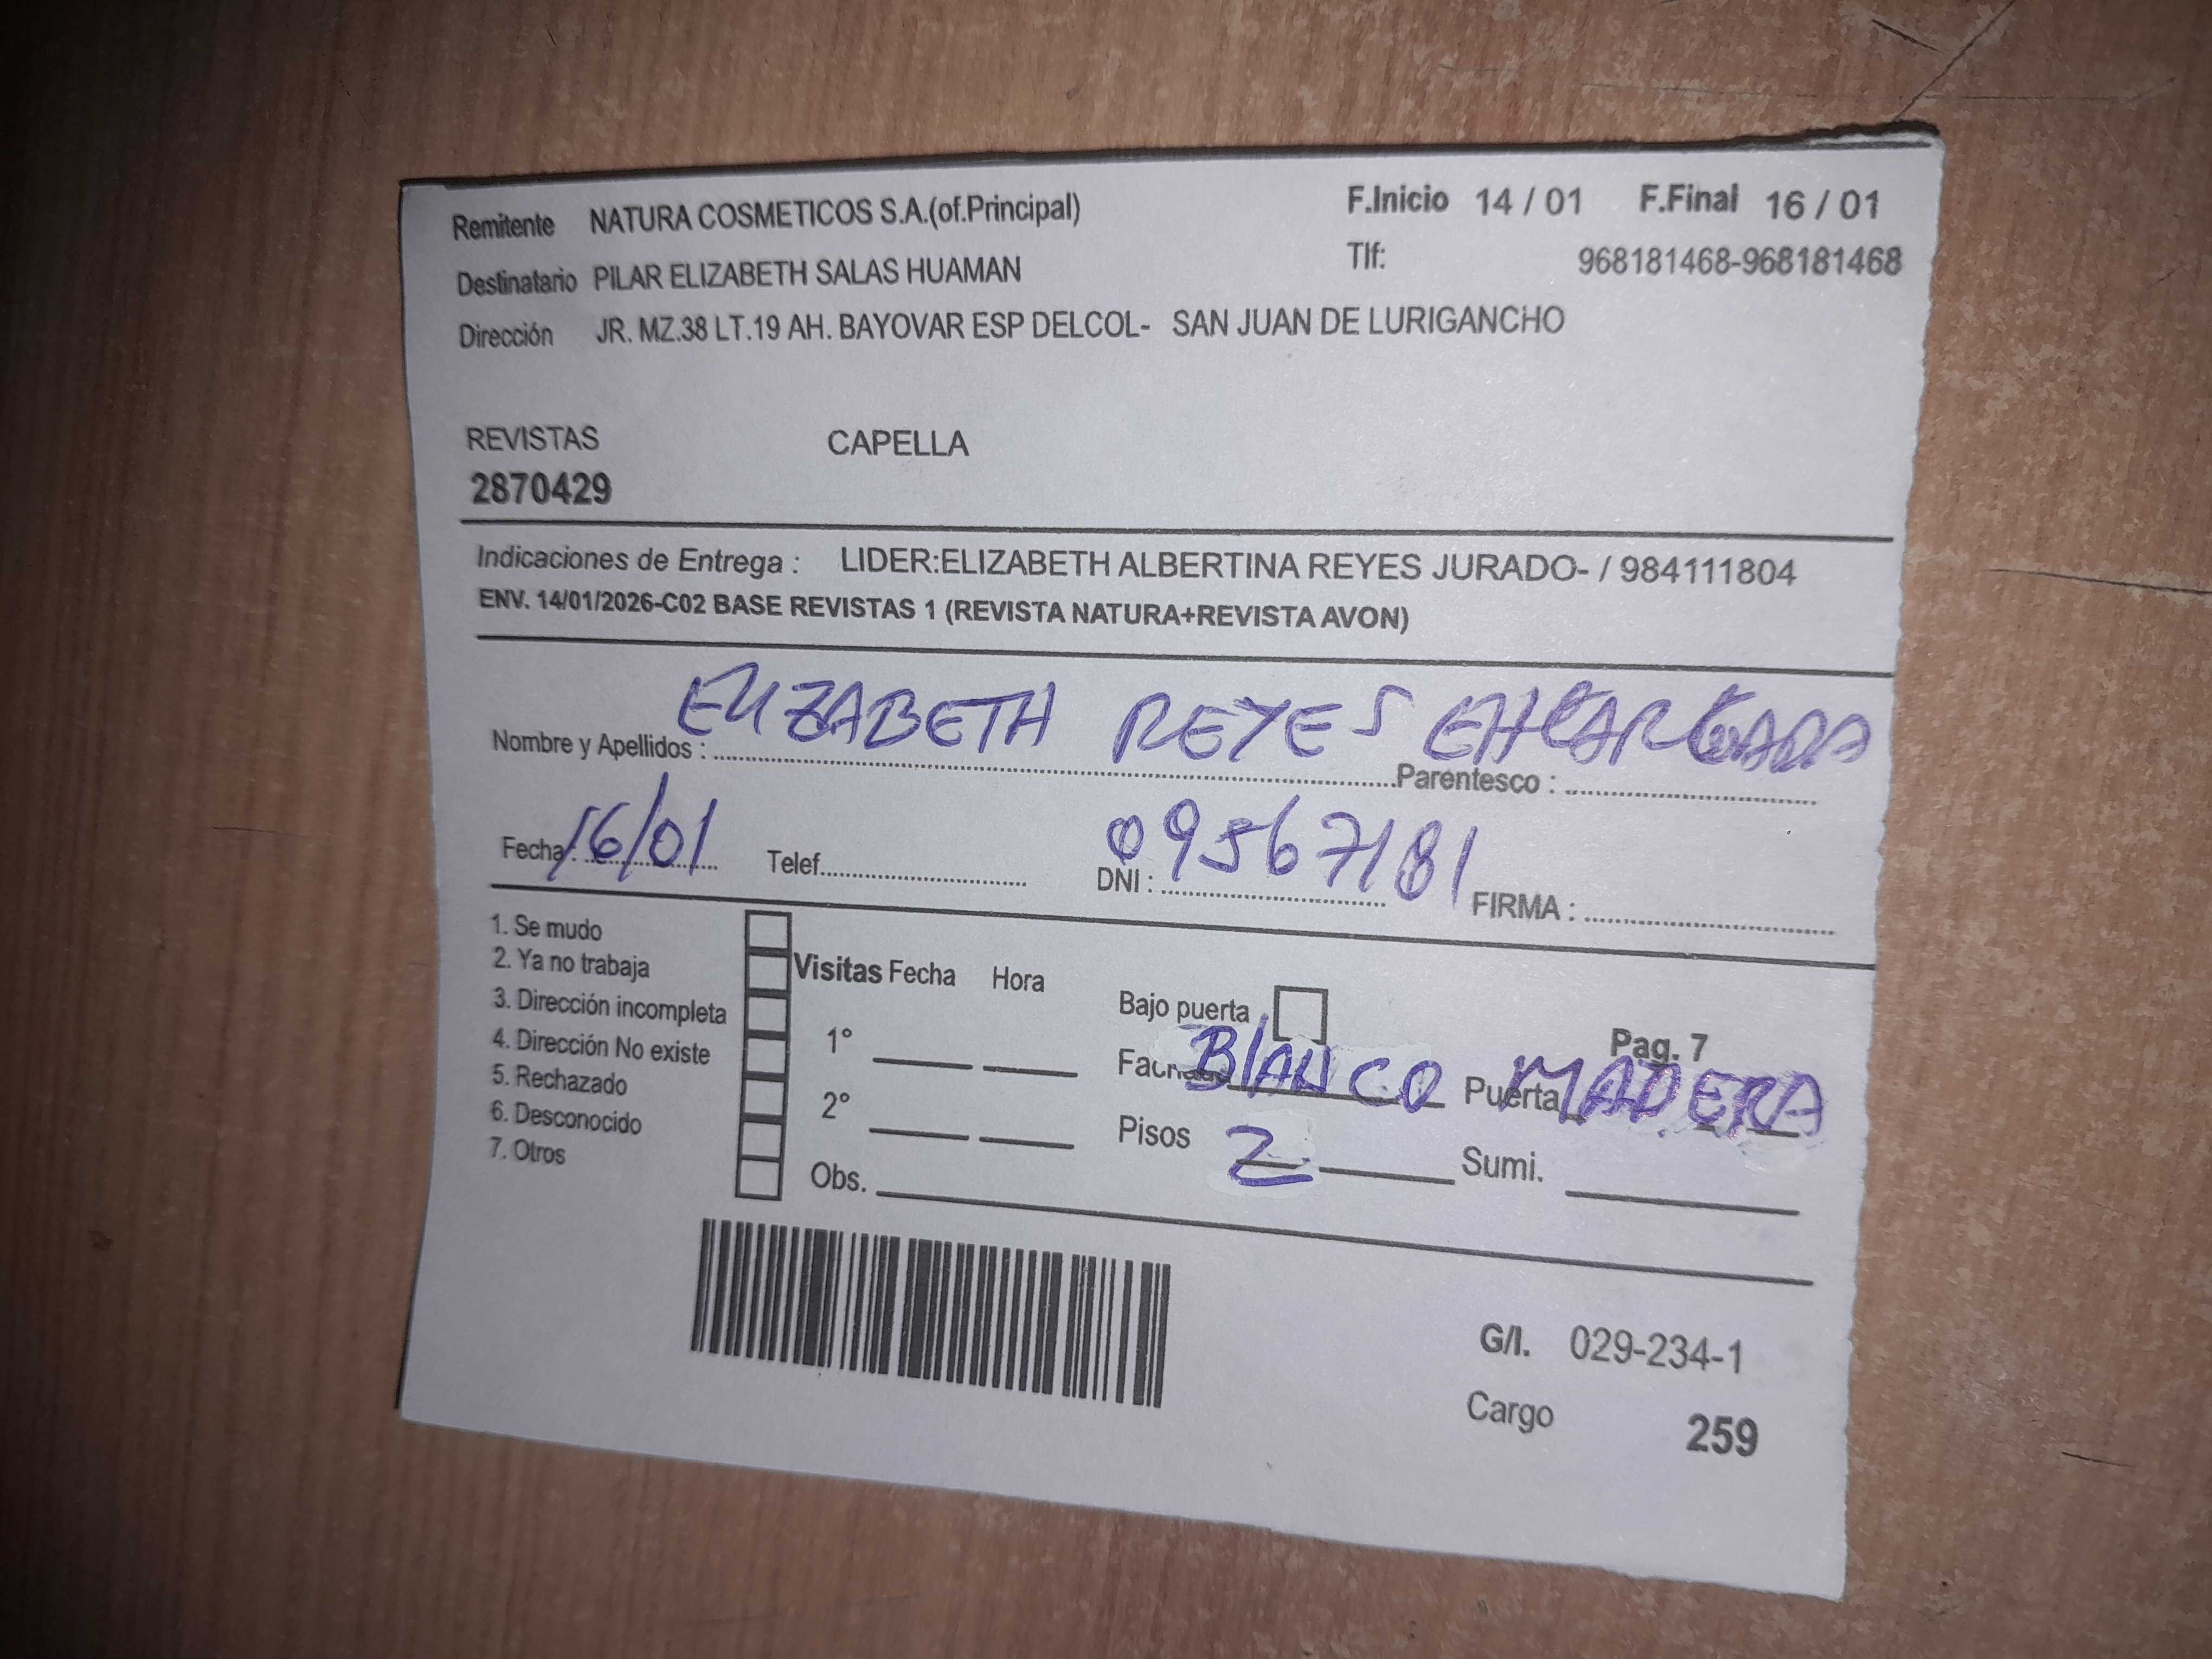 Remitente NATURA COSMETICOS S.A.(of.Principal) F.Inicio 14 / 01 F.Final 16 / 01
Destinatario PILAR ELIZABETH SALAS HUAMAN Tlf: 968181468-968181468
Dirección JR. MZ.38 LT.19 AH. BAYOVAR ESP DELCOL- SAN JUAN DE LURIGANCHO
REVISTAS CAPELLA
2870429
Indicaciones de Entrega : LIDER:ELIZABETH ALBERTINA REYES JURADO- / 984111804
ENV. 14/01/2026-C02 BASE REVISTAS 1 (REVISTA NATURA+REVISTA AVON)
Nombre y Apellidos : ELIZABETH REYES Parentesco : ENCARGADA
Fecha : 16/01 Telef. DNI : 09567181 FIRMA :
1. Se mudo
2. Ya no trabaja Visitas Fecha Hora
3. Dirección incompleta Bajo puerta
4. Dirección No existe 1° Pag. 7
5. Rechazado Fachada BLANCO Puerta MADERA
6. Desconocido 2° Pisos 2
7. Otros Obs. Sumi.
G/I. 029-234-1
Cargo 259